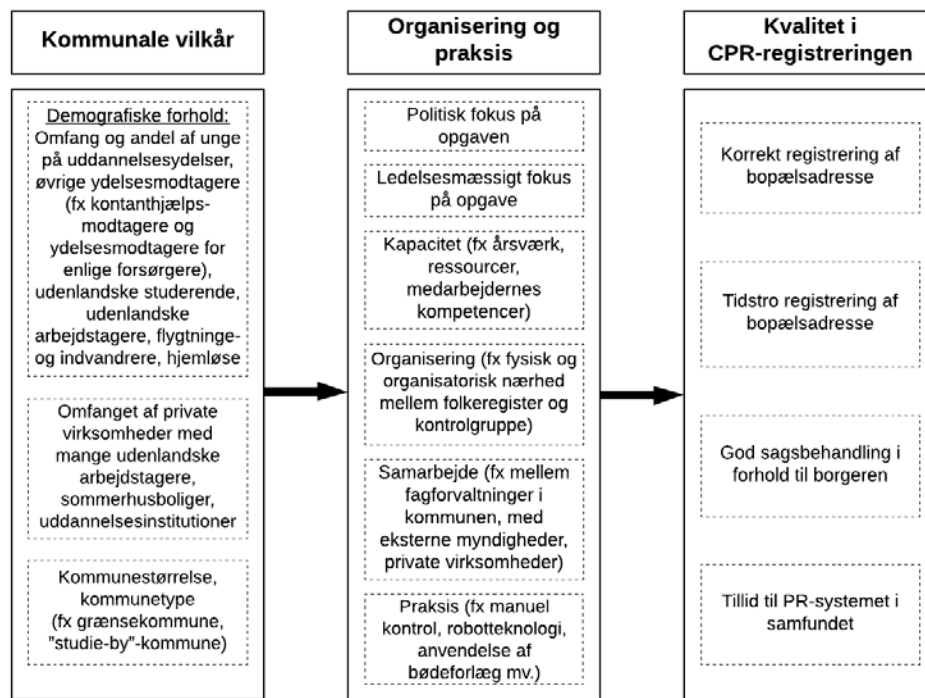 Kommunale vilkår
Demografiske forhold:
Omfang og andel af unge
på uddannelsesydelser,
øvrige ydelsesmodtagere
(fx kontanthjælps-
modtagere og
ydelsesmodtagere for
enlige forsørgere),
udenlandske studerende,
udenlandske
arbejdstagere, flygtninge-
og indvandrere, hjemløse
Omfanget af private
virksomheder med
mange udenlandske
arbejdstagere,
sommerhusboliger,
uddannelsesinstitutioner
Kommunestørrelse,
kommunetype
(fx grænsekommune,
"studie-by"-kommune)
Organisering og
praksis
Politisk fokus på
opgaven
Ledelsesmæssigt fokus
på opgave
Kapacitet (fx årsværk,
ressourcer,
medarbejdernes
kompetencer)
Organisering (fx fysisk og
organisatorisk nærhed
mellem folkeregister og
kontrolgruppe)
Samarbejde (fx mellem
fagforvaltninger i
kommunen, med
eksterne myndigheder,
private virksomheder)
Praksis (fx manuel
kontrol, robotteknologi,
anvendelse af
bødeforlæg mv.)
Kvalitet i
CPR-registreringen
Korrekt registrering af
bopælsadresse
Tidstro registrering af
bopælsadresse
God sagsbehandling i
forhold til borgeren
Tillid til PR-systemet i
samfundet